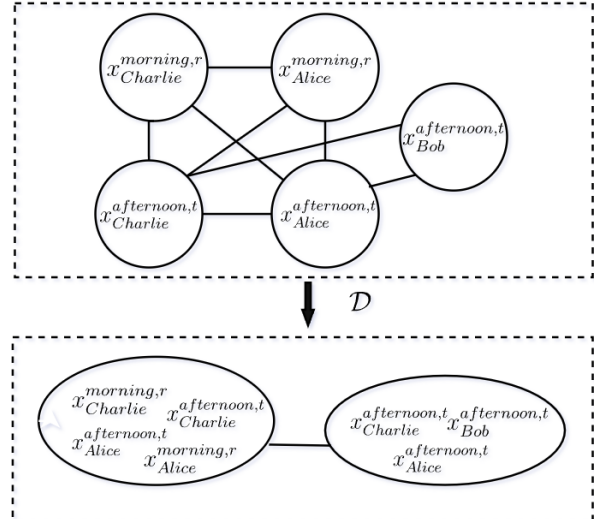 x_{Charlie}^{morning,r} x_{Alice}^{morning,r}
x_{Bob}^{afternoon,t}
x_{Charlie}^{afternoon,t} x_{Alice}^{afternoon,t}
𝒟
x_{Charlie}^{morning,r} x_{Charlie}^{afternoon,t}
x_{Alice}^{afternoon,t} x_{Alice}^{morning,r}
x_{Charlie}^{afternoon,t} x_{Bob}^{afternoon,t}
x_{Alice}^{afternoon,t}